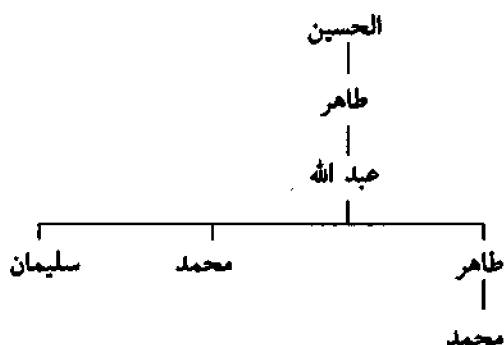 الحسين
طاهر
عبد الله
طاهر محمد سليمان
محمد